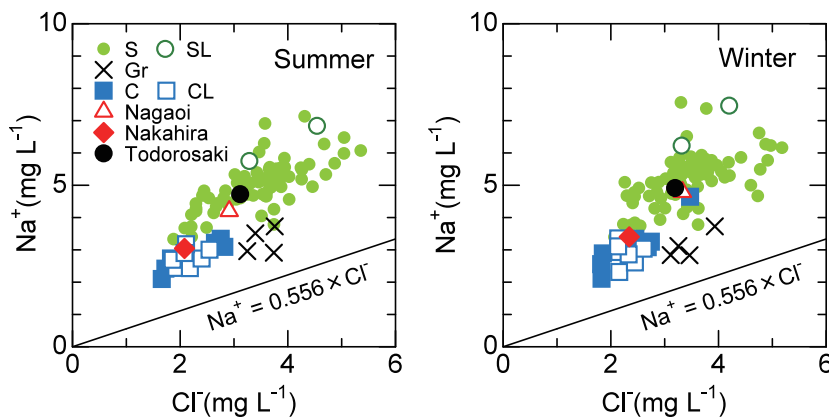 10
5
0
Na⁺(mg L⁻¹)
S SL
Gr
C CL
Nagaoi
Nakahira
Todorosaki
Summer
Na⁺ = 0.556 × Cl⁻
0 2 4 6
Cl⁻(mg L⁻¹)
10
5
0
Na⁺(mg L⁻¹)
Winter
Na⁺ = 0.556 × Cl⁻
0 2 4 6
Cl⁻(mg L⁻¹)